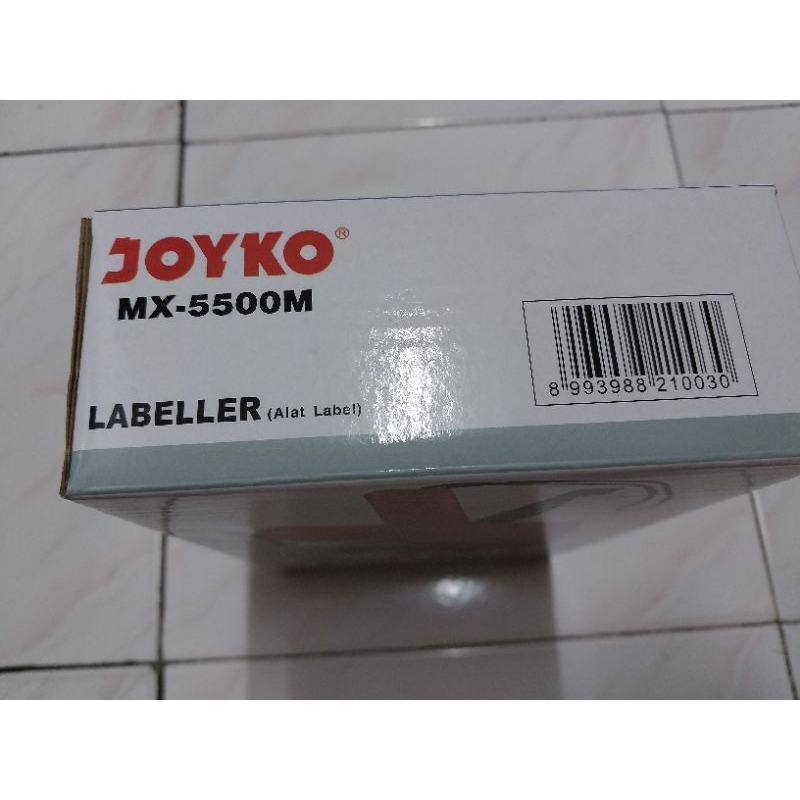 JOYKO®
MX-5500M
8 993988 210030
LABELLER (Alat Label)